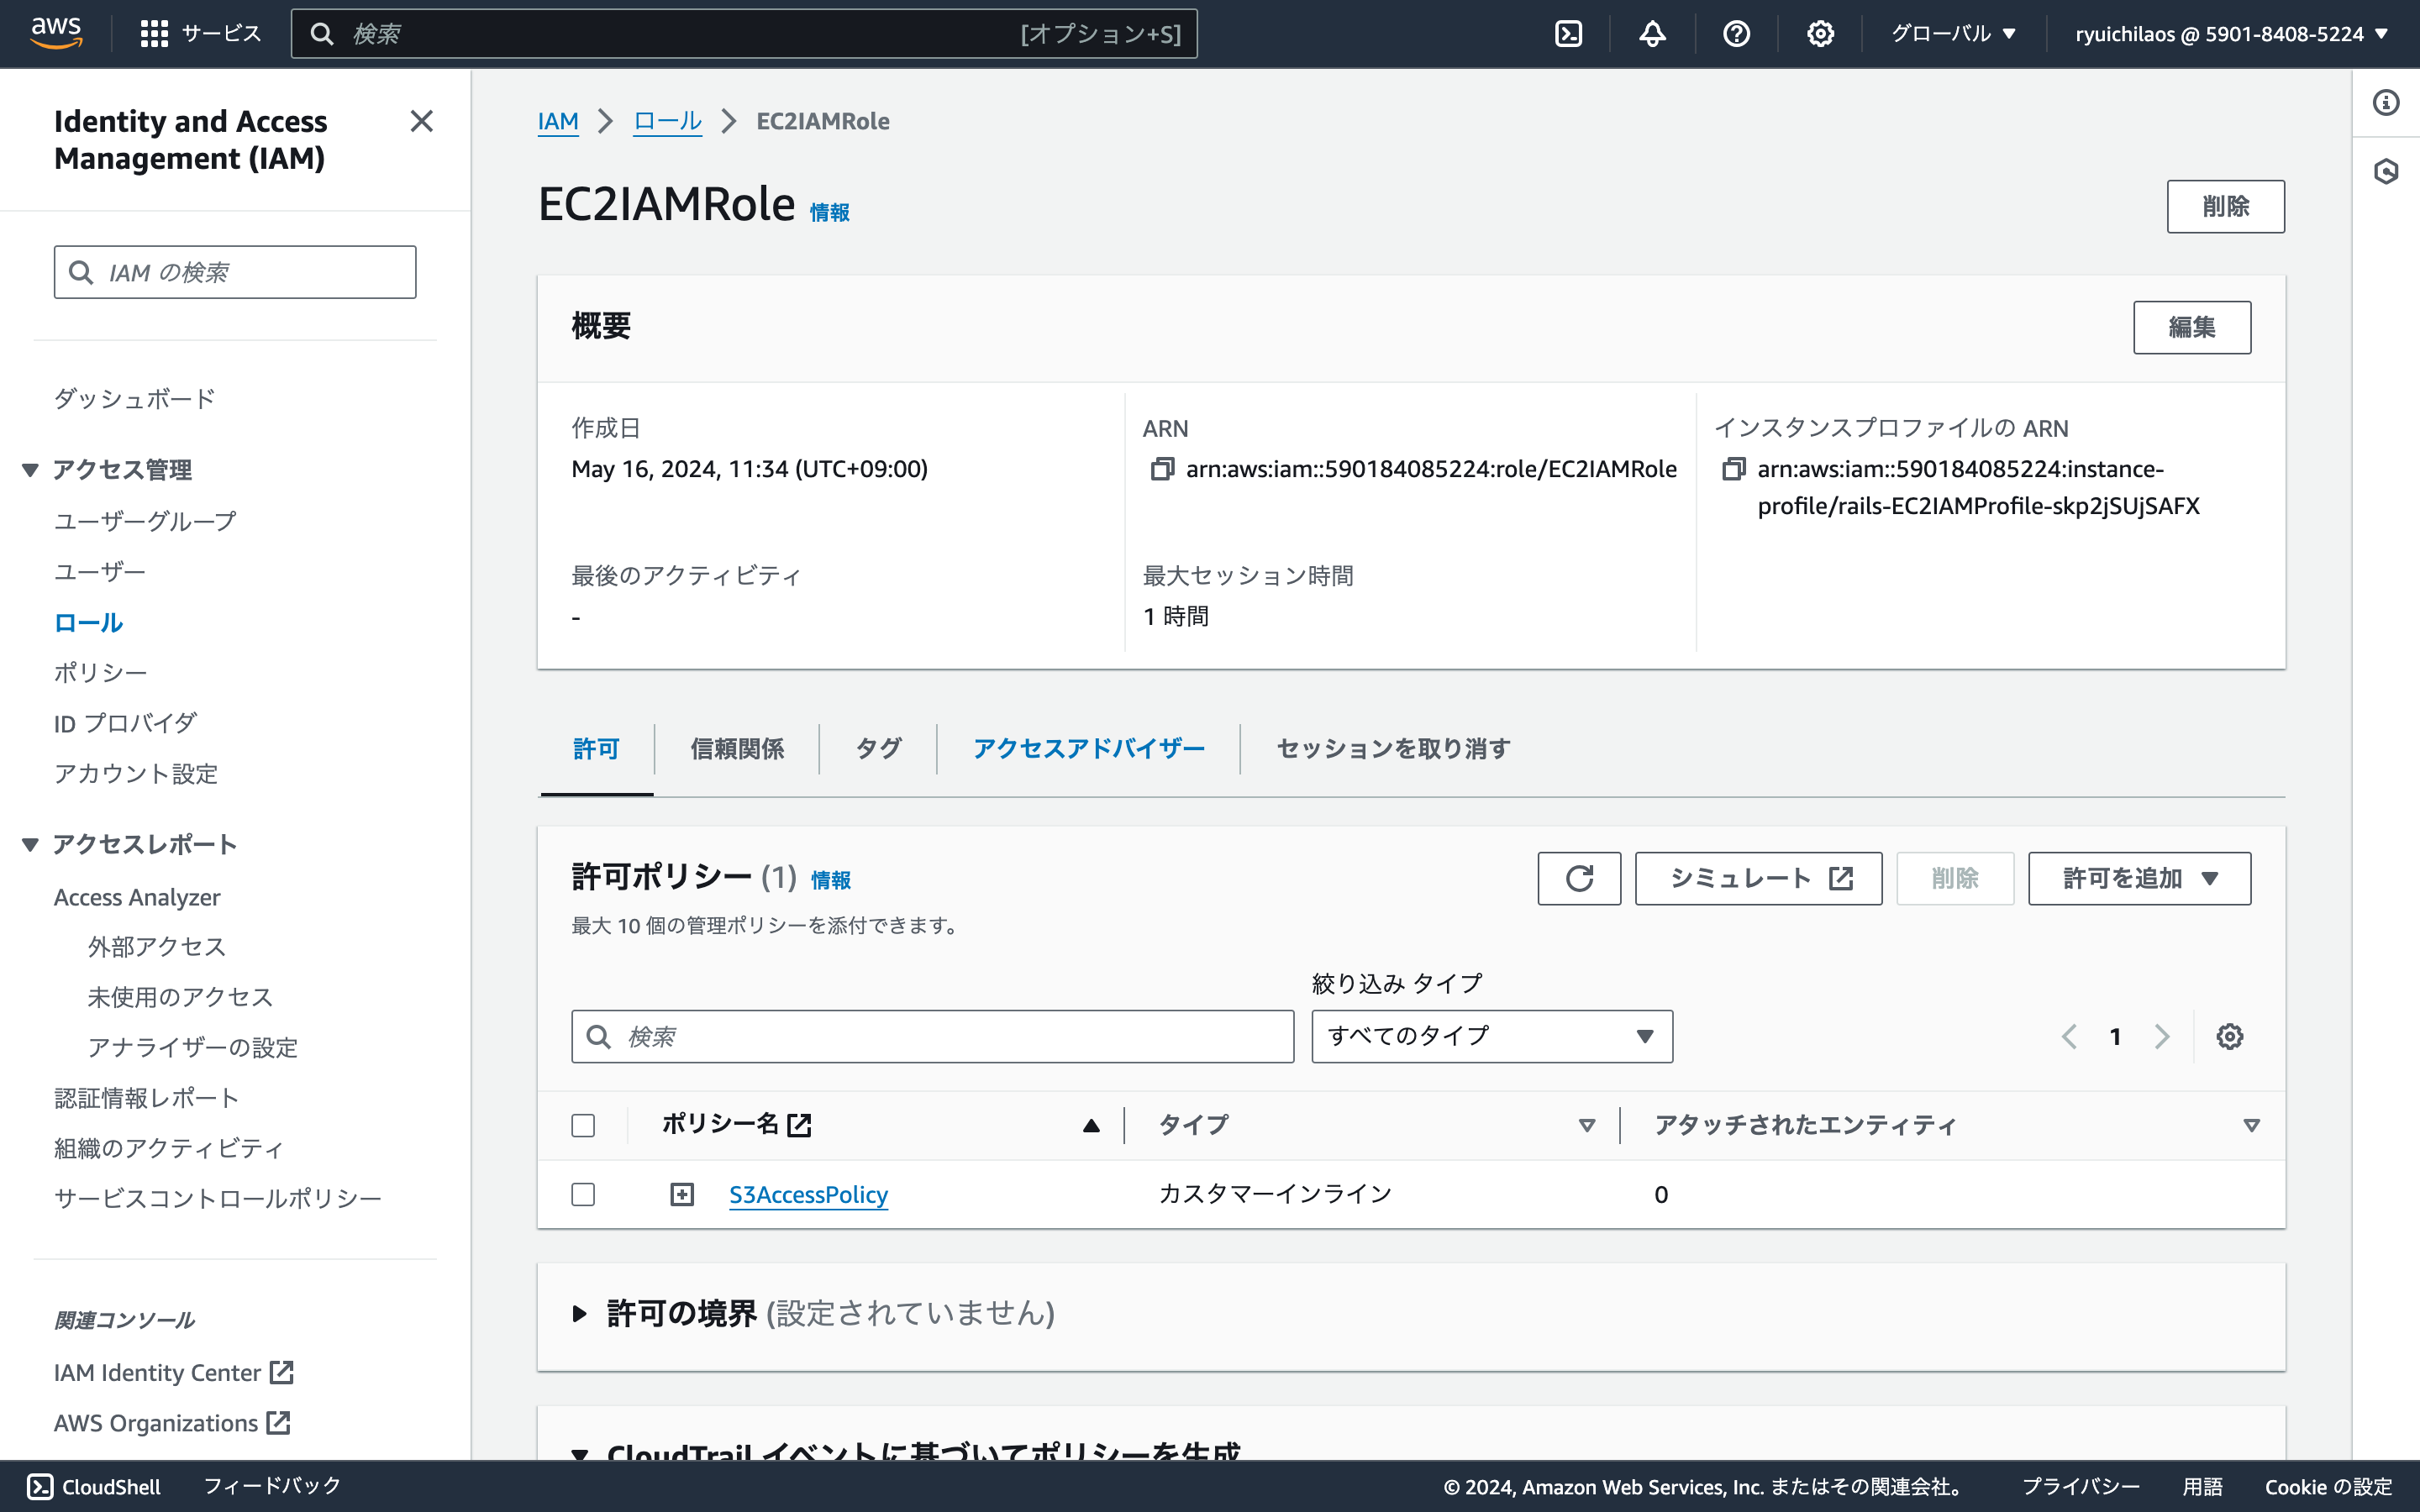 aws
サービス
検索
[オプション+S]
グローバル ▼
ryuichilaos @ 5901-8408-5224 ▼
Identity and Access
Management (IAM)
IAM の検索
ダッシュボード
アクセス管理
ユーザーグループ
ユーザー
ロール
ポリシー
ID プロバイダ
アカウント設定
アクセスレポート
Access Analyzer
外部アクセス
未使用のアクセス
アナライザーの設定
認証情報レポート
組織のアクティビティ
サービスコントロールポリシー
関連コンソール
IAM Identity Center
AWS Organizations
IAM > ロール > EC2IAMRole
EC2IAMRole 情報
削除
概要
編集
作成日
May 16, 2024, 11:34 (UTC+09:00)
ARN
arn:aws:iam::590184085224:role/EC2IAMRole
インスタンスプロファイルの ARN
arn:aws:iam::590184085224:instance-
profile/rails-EC2IAMProfile-skp2jSUjSAFX
最後のアクティビティ
-
最大セッション時間
1 時間
許可
信頼関係
タグ
アクセスアドバイザー
セッションを取り消す
許可ポリシー (1) 情報
シミュレート
削除
許可を追加 ▼
最大 10 個の管理ポリシーを添付できます。
絞り込み タイプ
検索
すべてのタイプ
1
ポリシー名
タイプ
アタッチされたエンティティ
S3AccessPolicy
カスタマーインライン
0
許可の境界 (設定されていません)
CloudTrail イベントに基づいてポリシーを生成
CloudShell
フィードバック
© 2024, Amazon Web Services, Inc. またはその関連会社。
プライバシー
用語
Cookie の設定